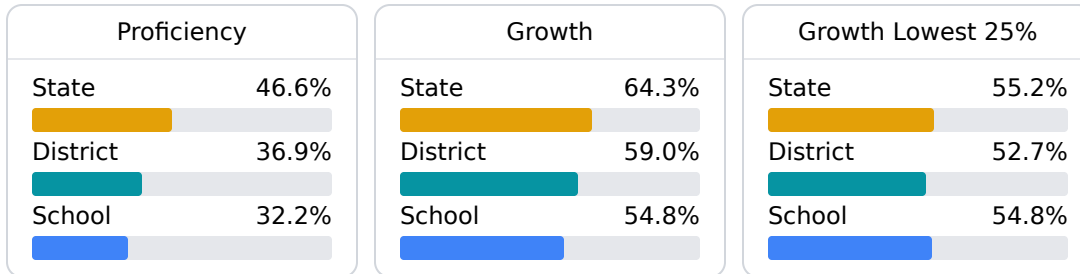 Proficiency
State 46.6%
District 36.9%
School 32.2%
Growth
State 64.3%
District 59.0%
School 54.8%
Growth Lowest 25%
State 55.2%
District 52.7%
School 54.8%